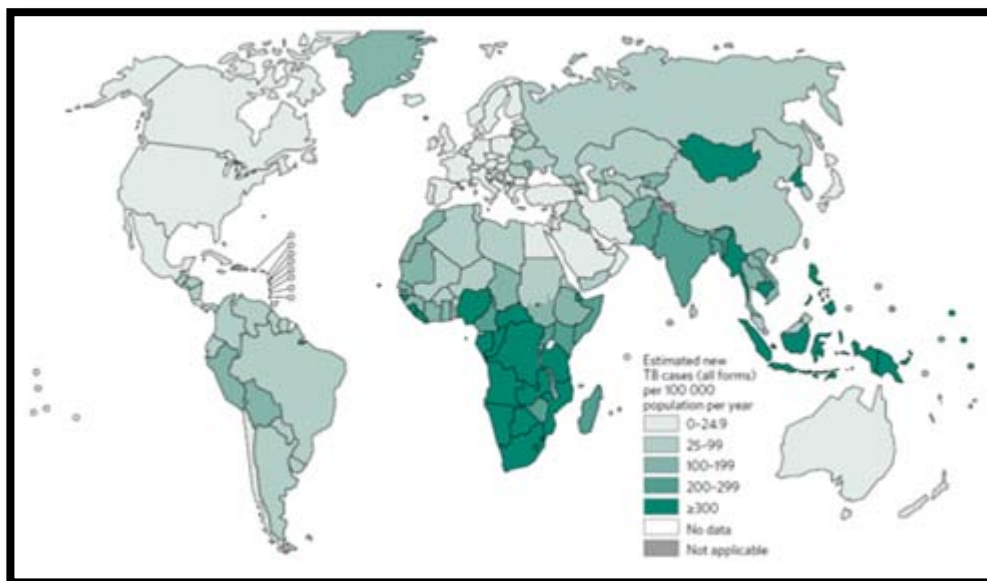 Estimated new
TB cases (all forms)
per 100 000
population per year
0-24.9
25-99
100-199
200-299
≥300
No data
Not applicable